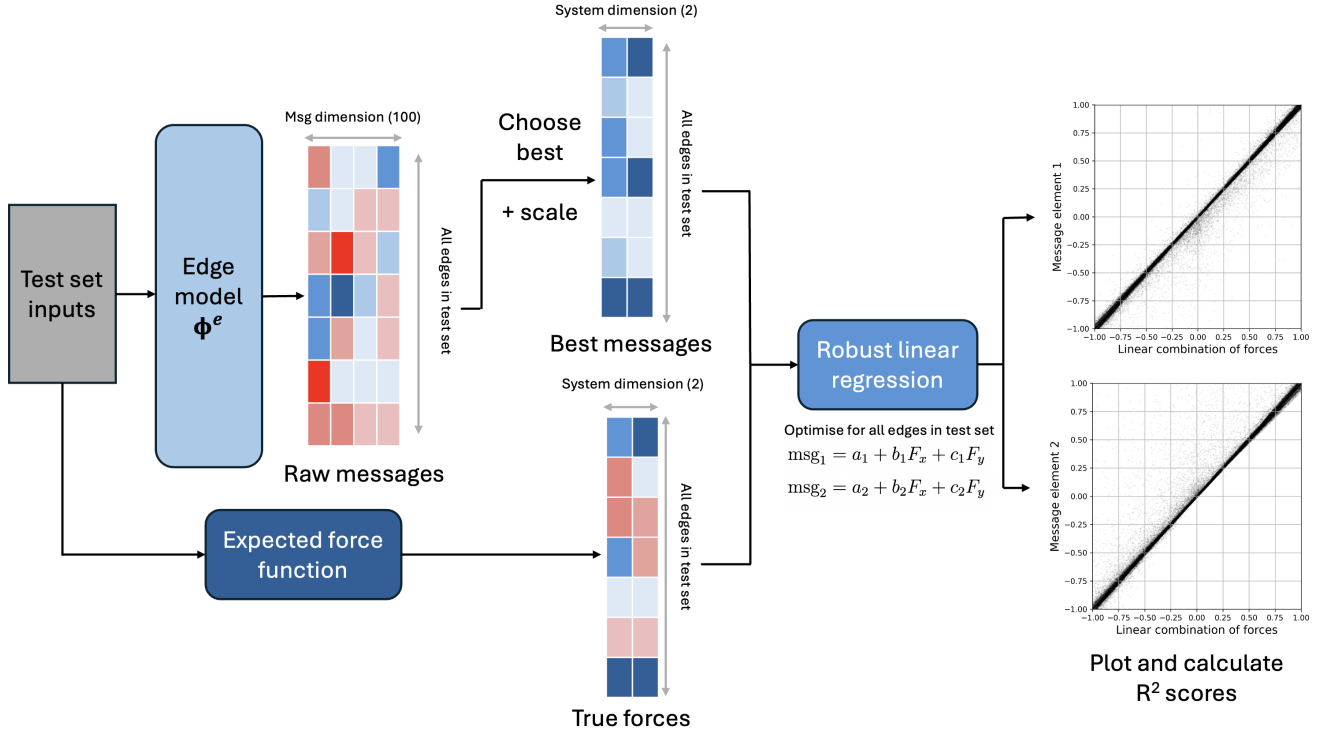 Test set
inputs
Edge
model
ϕᵉ
Msg dimension (100)
All edges in test set
Raw messages
Choose
best
+ scale
System dimension (2)
All edges in test set
Best messages
Expected force
function
System dimension (2)
All edges in test set
True forces
Robust linear
regression
Optimise for all edges in test set
msg₁ = a₁ + b₁Fₓ + c₁Fᵧ
msg₂ = a₂ + b₂Fₓ + c₂Fᵧ
Message element 1
1.00
0.75
0.50
0.25
0.00
−0.25
−0.50
−0.75
−1.00
−1.00 −0.75 −0.50 −0.25 0.00 0.25 0.50 0.75 1.00
Linear combination of forces
Message element 2
1.00
0.75
0.50
0.25
0.00
−0.25
−0.50
−0.75
−1.00
−1.00 −0.75 −0.50 −0.25 0.00 0.25 0.50 0.75 1.00
Linear combination of forces
Plot and calculate
R² scores